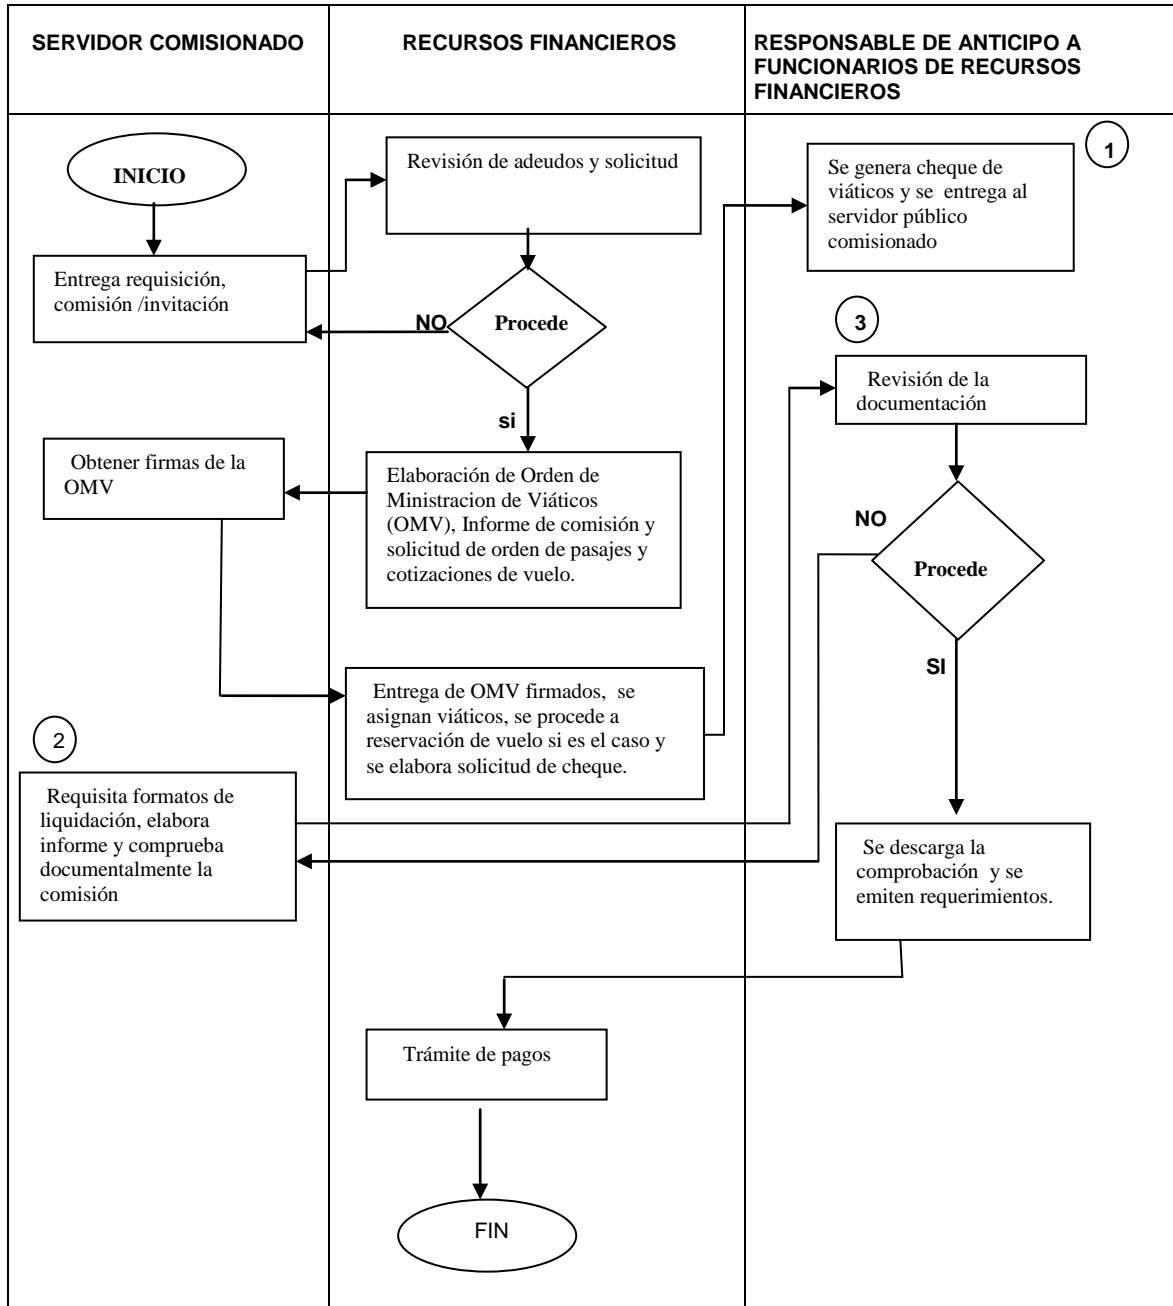 SERVIDOR COMISIONADO
RECURSOS FINANCIEROS
RESPONSABLE DE ANTICIPO A
FUNCIONARIOS DE RECURSOS
FINANCIEROS
INICIO
Revisión de adeudos y solicitud
1
Se genera cheque de
viáticos y se entrega al
servidor público
comisionado
Entrega requisición,
comisión /invitación
NO
Procede
3
Revisión de la
documentación
si
Obtener firmas de la
OMV
Elaboración de Orden de
Ministracion de Viáticos
(OMV), Informe de comisión y
solicitud de orden de pasajes y
cotizaciones de vuelo.
NO
Procede
SI
Entrega de OMV firmados, se
asignan viáticos, se procede a
reservación de vuelo si es el caso y
se elabora solicitud de cheque.
2
Requisita formatos de
liquidación, elabora
informe y comprueba
documentalmente la
comisión
Se descarga la
comprobación y se
emiten requerimientos.
Trámite de pagos
FIN